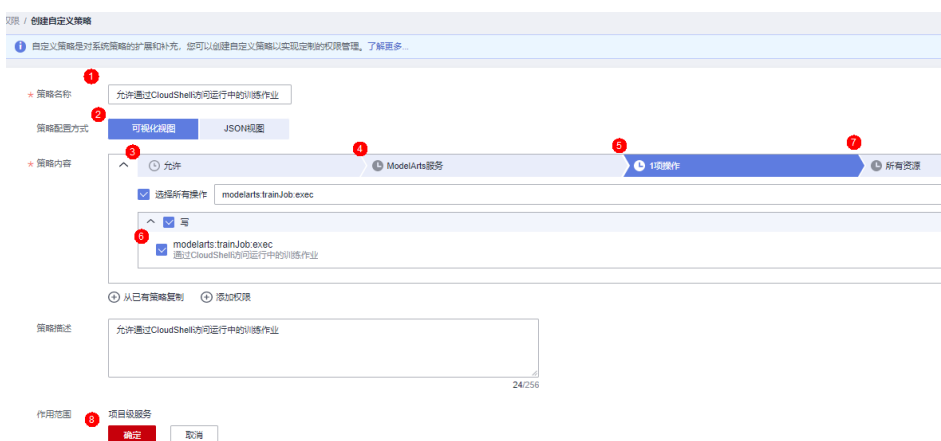 权限 / 创建自定义策略
自定义策略是对系统策略的扩展和补充，您可以创建自定义策略以实现定制的权限管理。了解更多...
1
★ 策略名称 允许通过CloudShell访问运行中的训练作业
2
策略配置方式 可视化视图 JSON视图
3 4 5 7
★ 策略内容 允许 ModelArts服务 1项操作 所有资源
选择所有操作 modelarts:trainJob:exec
写
6
modelarts:trainJob:exec
通过CloudShell访问运行中的训练作业
从已有策略复制 添加权限
策略描述 允许通过CloudShell访问运行中的训练作业
24/256
作用范围 项目级服务
8
确定 取消